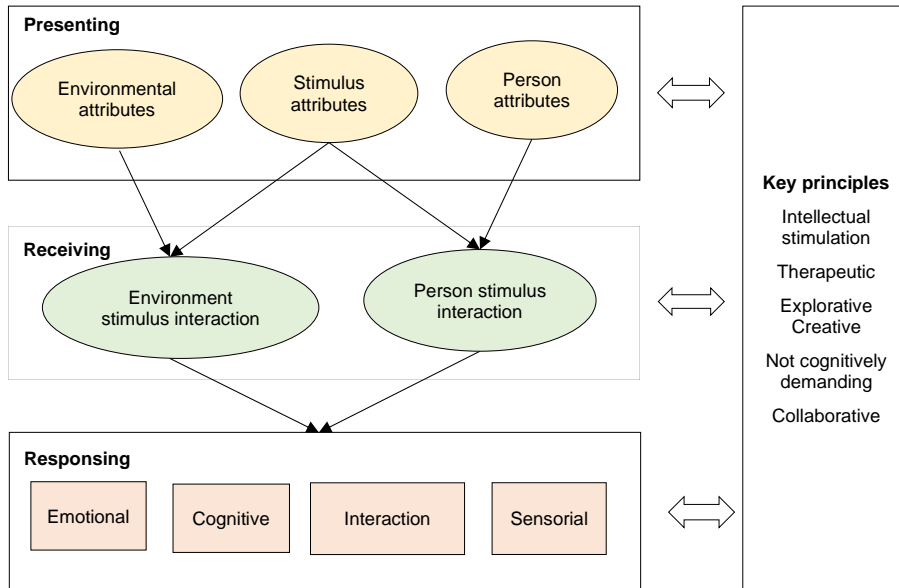 Presenting
Environmental
attributes
Stimulus
attributes
Person
attributes
Receiving
Environment
stimulus interaction
Person stimulus
interaction
Responsing
Emotional
Cognitive
Interaction
Sensorial
Key principles
Intellectual
stimulation
Therapeutic
Explorative
Creative
Not cognitively
demanding
Collaborative